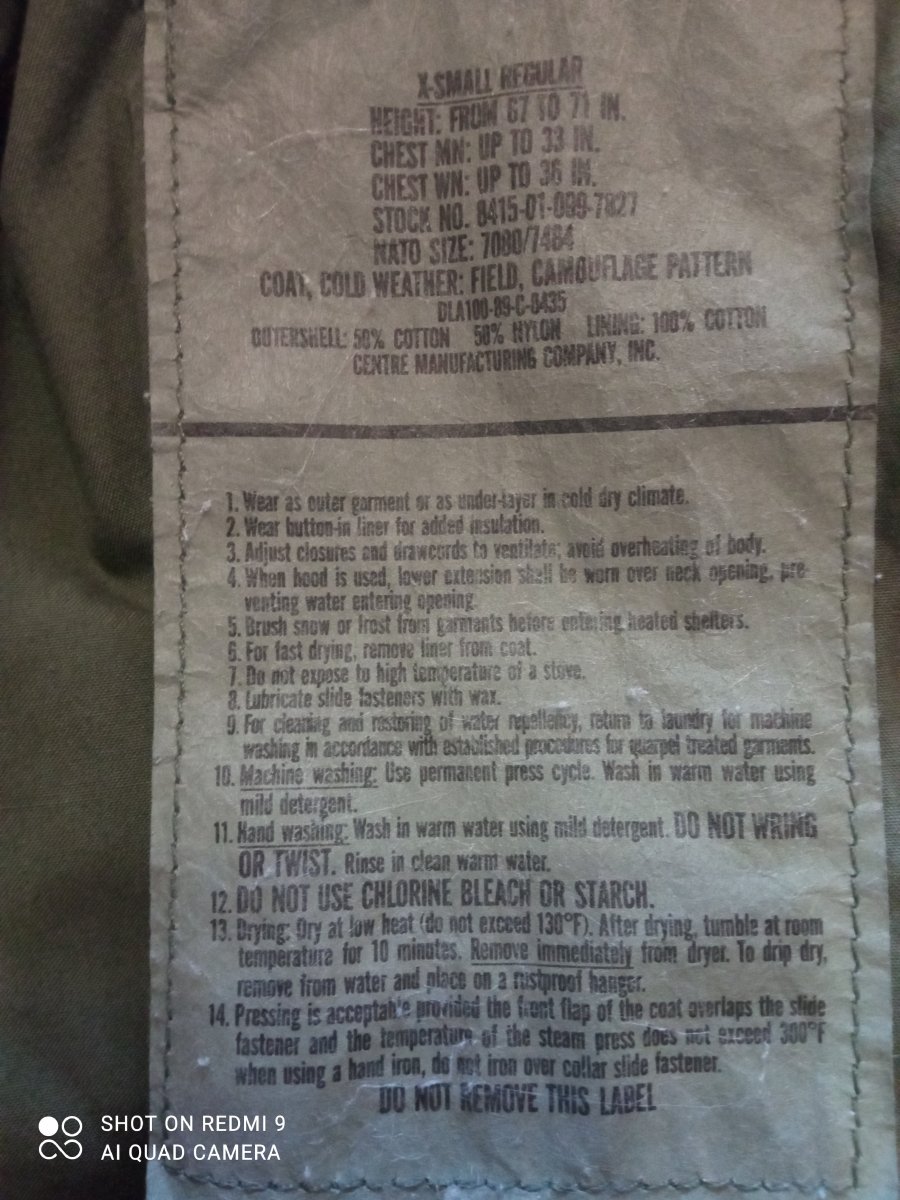 X-SMALL REGULAR
HEIGHT: FROM 67 TO 71 IN.
CHEST MN: UP TO 33 IN.
CHEST WN: UP TO 36 IN.
STOCK NO. 8415-01-099-7827
NATO SIZE: 7080/7484
COAT, COLD WEATHER: FIELD, CAMOUFLAGE PATTERN
DLA100-89-C-0435
OUTERSHELL: 50% COTTON 50% NYLON LINING: 100% COTTON
CENTRE MANUFACTURING COMPANY, INC.
1. Wear as outer garment or as under-layer in cold dry climate.
2. Wear button-in liner for added insulation.
3. Adjust closures and drawcords to ventilate; avoid overheating of body.
4. When hood is used, lower extension shall be worn over neck opening, pre-
venting water entering opening.
5. Brush snow or frost from garments before entering heated shelters.
6. For fast drying, remove liner from coat.
7. Do not expose to high temperature of a stove.
8. Lubricate slide fasteners with wax.
9. For cleaning and restoring of water repellency, return to laundry for machine
washing in accordance with established procedures for quarpel treated garments.
10. Machine washing: Use permanent press cycle. Wash in warm water using
mild detergent.
11. Hand washing: Wash in warm water using mild detergent. DO NOT WRING
OR TWIST. Rinse in clean warm water.
12. DO NOT USE CHLORINE BLEACH OR STARCH.
13. Drying: Dry at low heat (do not exceed 130°F). After drying, tumble at room
temperature for 10 minutes. Remove immediately from dryer. To drip dry,
remove from water and place on a rustproof hanger.
14. Pressing is acceptable provided the front flap of the coat overlaps the slide
fastener and the temperature of the steam press does not exceed 300°F
when using a hand iron, do not iron over collar slide fastener.
DO NOT REMOVE THIS LABEL
SHOT ON REDMI 9
AI QUAD CAMERA